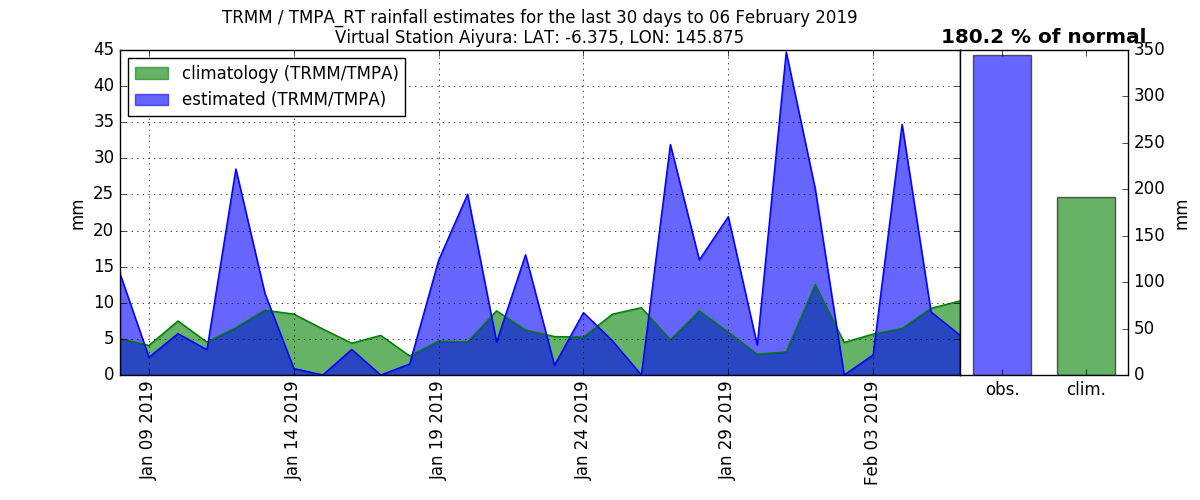 TRMM / TMPA_RT rainfall estimates for the last 30 days to 06 February 2019
Virtual Station Aiyura: LAT: -6.375, LON: 145.875
180.2 % of normal
climatology (TRMM/TMPA)
estimated (TRMM/TMPA)
mm
45
40
35
30
25
20
15
10
5
0
Jan 09 2019
Jan 14 2019
Jan 19 2019
Jan 24 2019
Jan 29 2019
Feb 03 2019
obs.
clim.
350
300
250
200
150
100
50
0
mm